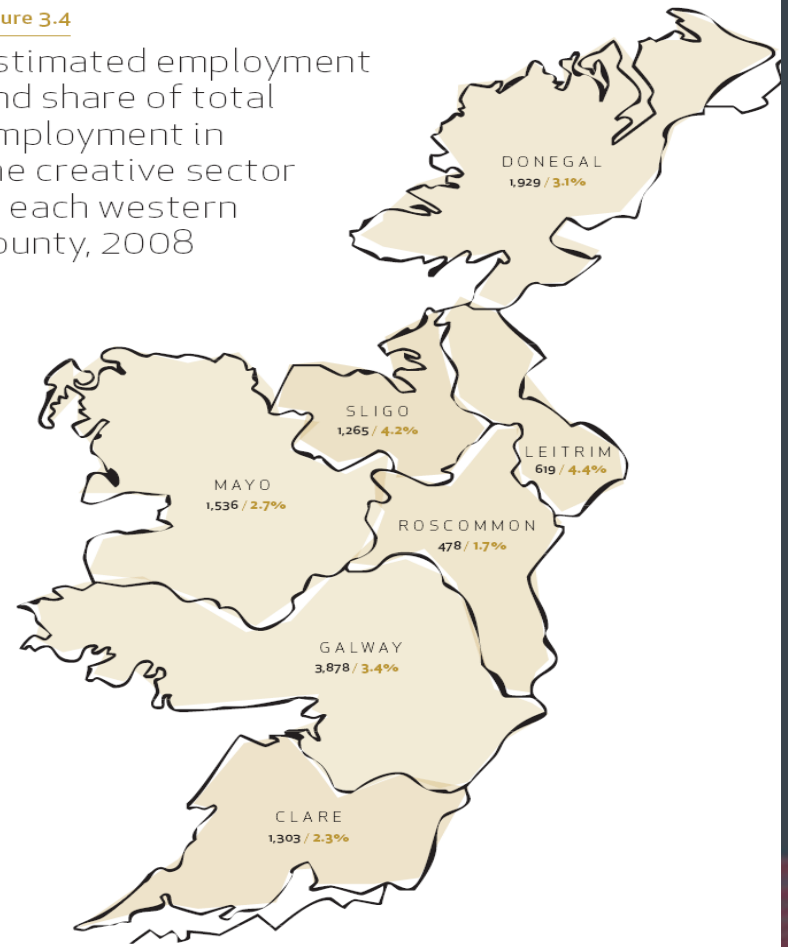 ure 3.4
stimated employment
nd share of total
mployment in
he creative sector
each western
ounty, 2008
DONEGAL
1,929 / 3.1%
SLIGO
1,265 / 4.2%
LEITRIM
619 / 4.4%
MAYO
1,536 / 2.7%
ROSCOMMON
478 / 1.7%
GALWAY
3,878 / 3.4%
CLARE
1,303 / 2.3%